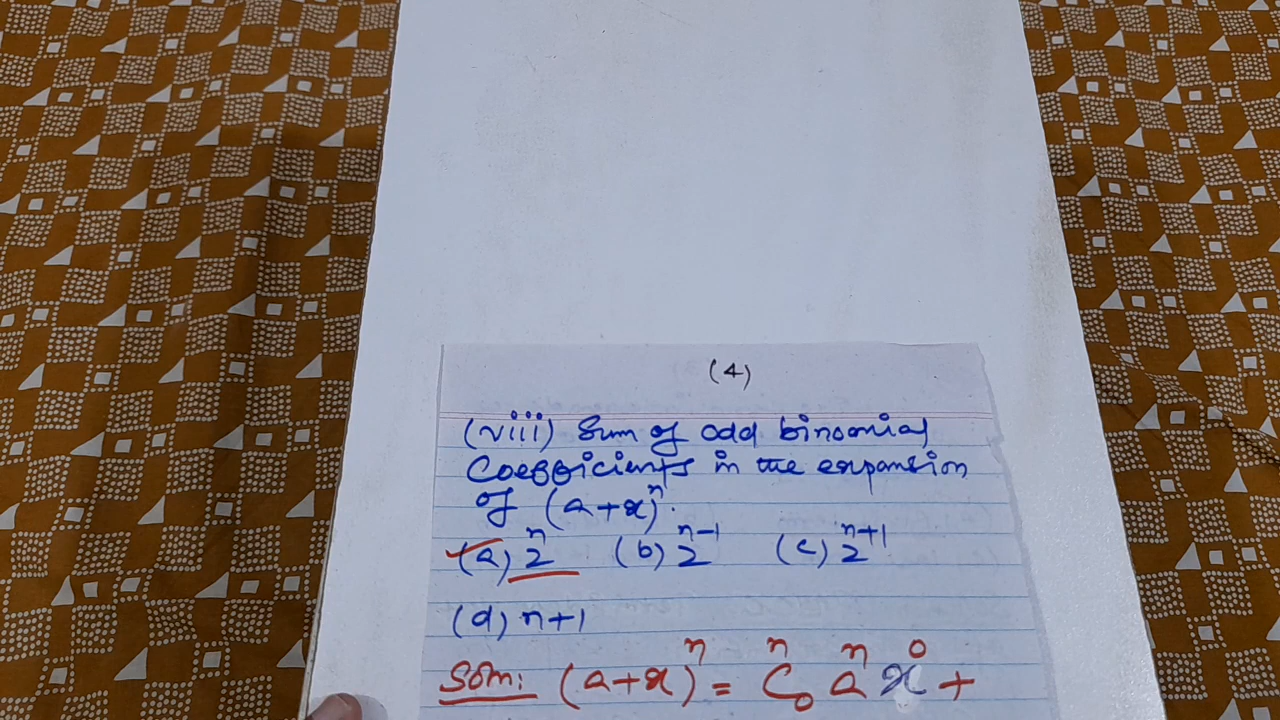 (4)
(viii) Sum of odd binomial
Coefficients in the expansion
of (a+x)ⁿ.
(a) 2ⁿ (b) 2ⁿ⁻¹ (c) 2ⁿ⁺¹
(d) n+1
Soln: (a+x)ⁿ = ⁿC₀ aⁿ x⁰ +